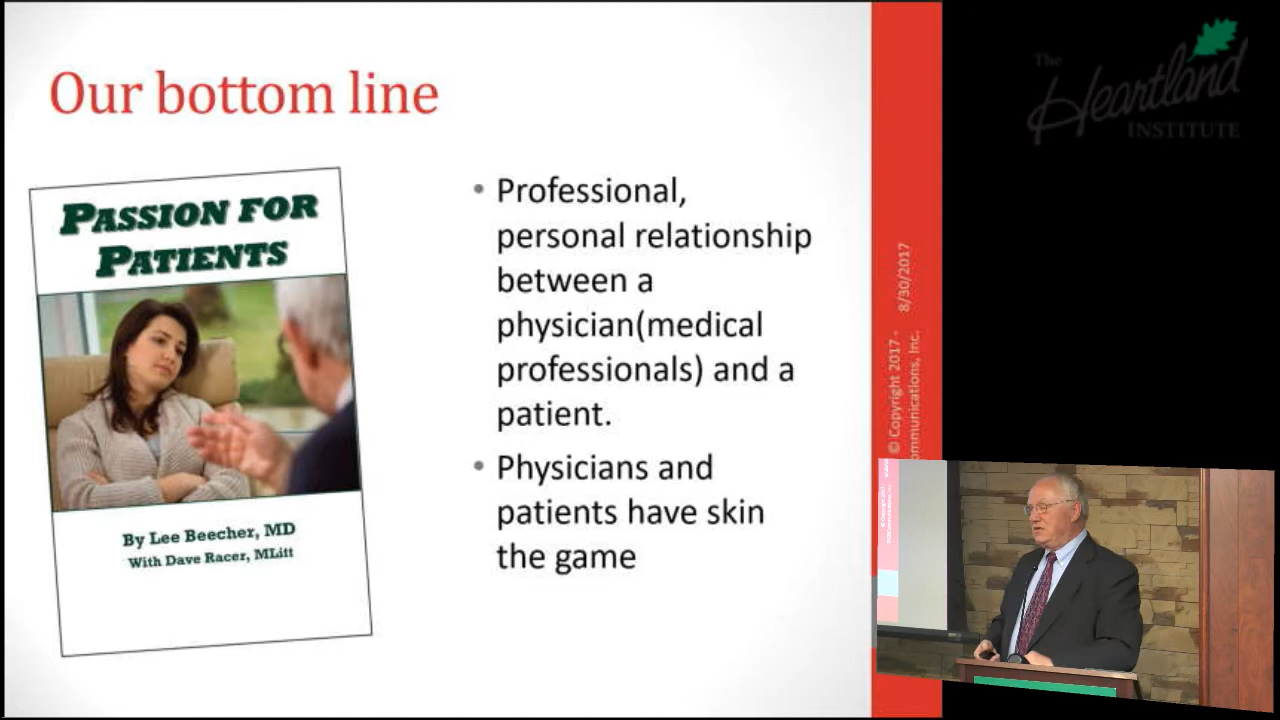 Our bottom line
PASSION FOR
PATIENTS
By Lee Beecher, MD
With Dave Racer, MLitt
• Professional,
personal relationship
between a
physician(medical
professionals) and a
patient.
• Physicians and
patients have skin
the game
© Copyright 2017 -
ommunications, Inc.
8/30/2017
The
Heartland
INSTITUTE